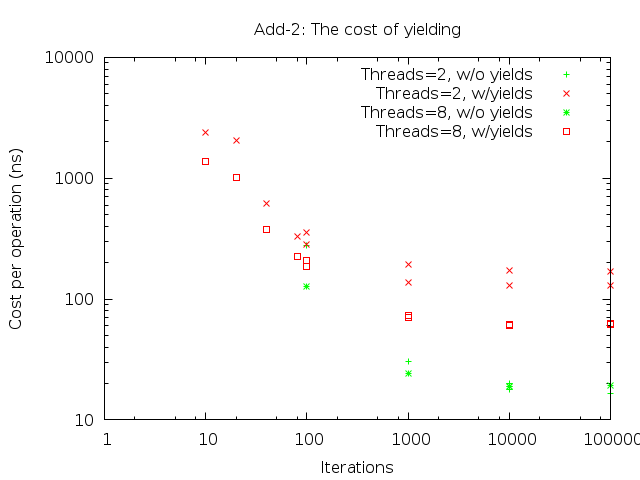 Add-2: The cost of yielding
10000
1000
100
10
Cost per operation (ns)
Threads=2, w/o yields
Threads=2, w/yields
Threads=8, w/o yields
Threads=8, w/yields
1 10 100 1000 10000 100000
Iterations